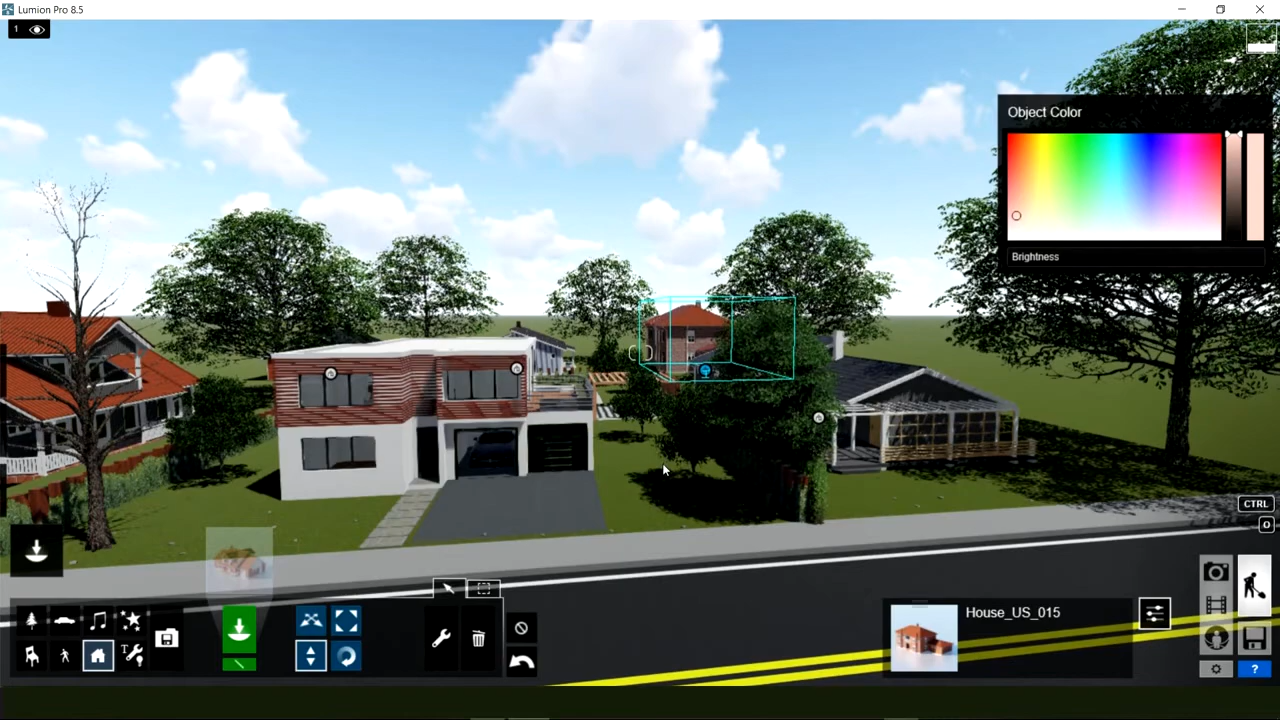 Lumion Pro 8.5
1
Object Color
Brightness
CTRL
O
House_US_015
?